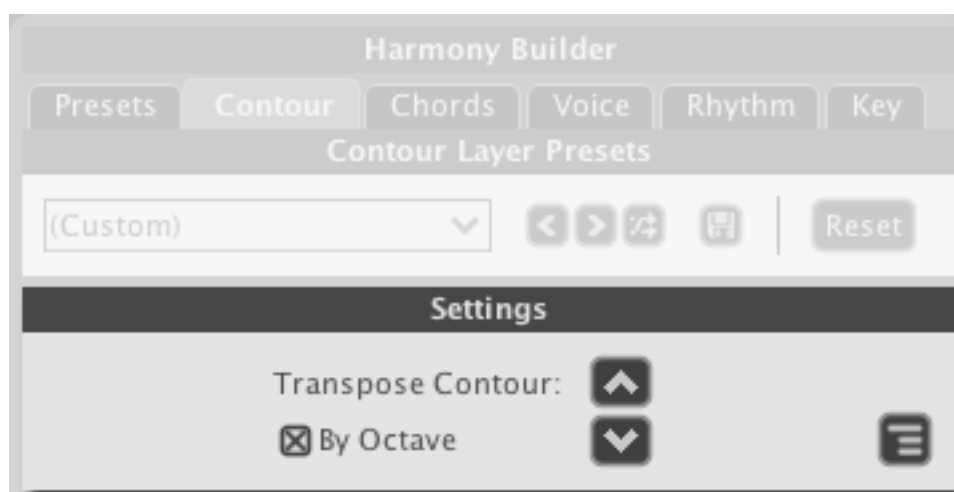 Harmony Builder
Presets Contour Chords Voice Rhythm Key
Contour Layer Presets
(Custom) Reset
Settings
Transpose Contour:
By Octave